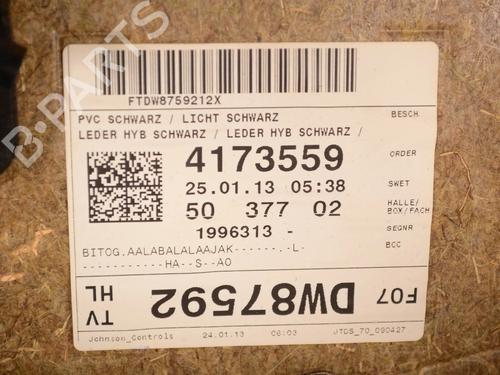 FTDW8759212X
PVC SCHWARZ / LICHT SCHWARZ BESCH.
LEDER HYB SCHWARZ / LEDER HYB SCHWARZ /
4173559 ORDER
25.01.13 05:38 SWET
50 377 02 HALLE/
BOX/FACH
1996313 - SEQNR
BITOG.AALABALALAAJAK------.-L- BCC
-----------HA--S--AO
TV HL DW87592 F07
Johnson_Controls 24.01.13 06:03 JTDS_70_090427
B-PARTS